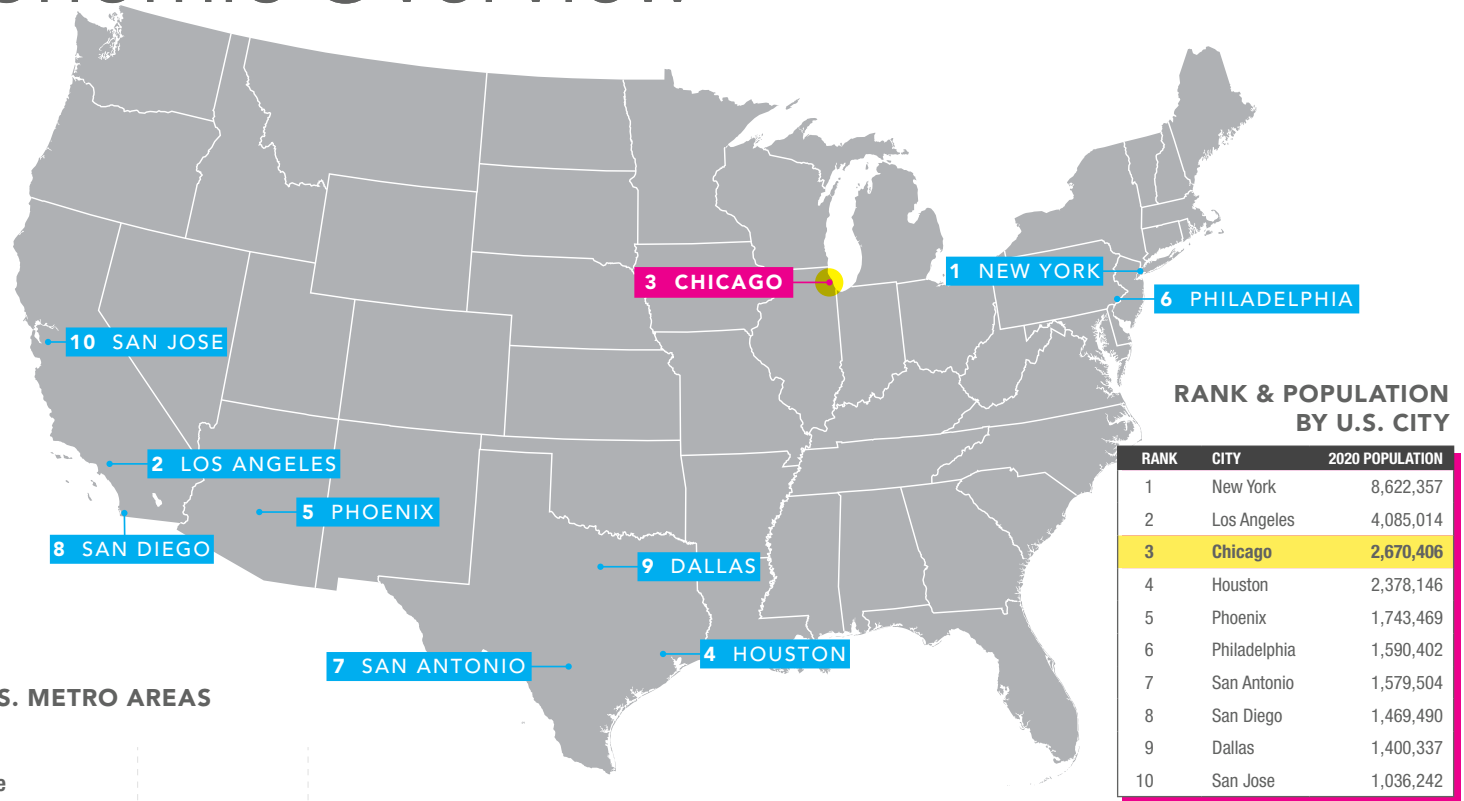 3 CHICAGO
1 NEW YORK
6 PHILADELPHIA
10 SAN JOSE
2 LOS ANGELES
5 PHOENIX
8 SAN DIEGO
9 DALLAS
4 HOUSTON
7 SAN ANTONIO
RANK & POPULATION
BY U.S. CITY
RANK CITY 2020 POPULATION
1 New York 8,622,357
2 Los Angeles 4,085,014
3 Chicago 2,670,406
4 Houston 2,378,146
5 Phoenix 1,743,469
6 Philadelphia 1,590,402
7 San Antonio 1,579,504
8 San Diego 1,469,490
9 Dallas 1,400,337
10 San Jose 1,036,242
METRO AREAS